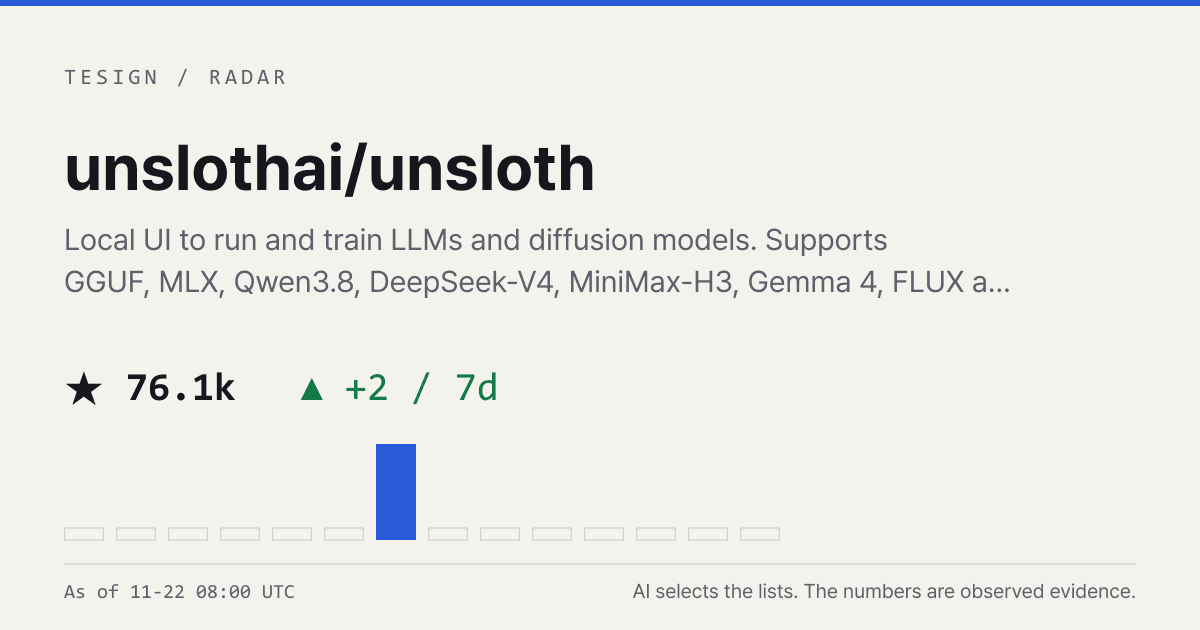 TESIGN / RADAR
unslothai/unsloth
Local UI to run and train LLMs and diffusion models. Supports
GGUF, MLX, Qwen3.8, DeepSeek-V4, MiniMax-H3, Gemma 4, FLUX a...
★ 76.1k ▲ +2 / 7d
As of 11-22 08:00 UTC
AI selects the lists. The numbers are observed evidence.